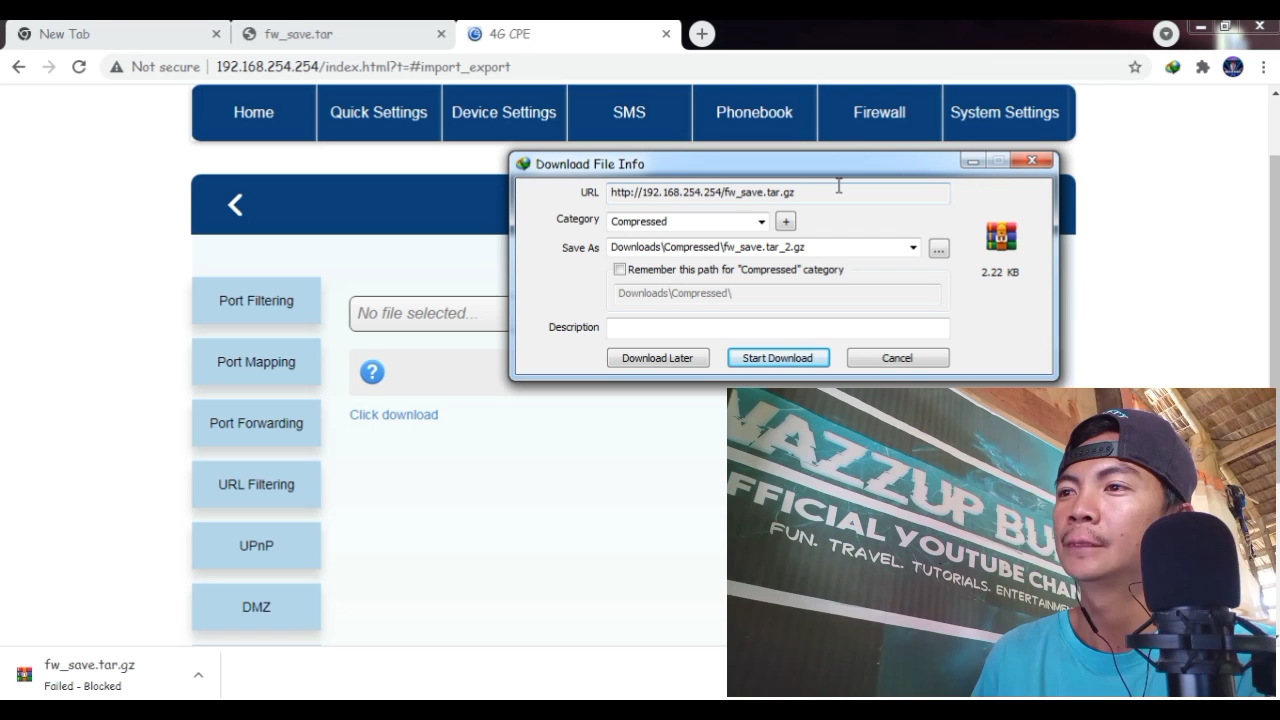 New Tab
fw_save.tar
4G CPE
Not secure | 192.168.254.254/index.html?t=#import_export
Home
Quick Settings
Device Settings
SMS
Phonebook
Firewall
System Settings
Download File Info
URL
http://192.168.254.254/fw_save.tar.gz
Category
Compressed
+
Save As
Downloads\Compressed\fw_save.tar_2.gz
...
2.22 KB
Remember this path for "Compressed" category
Downloads\Compressed\
Description
Download Later
Start Download
Cancel
Port Filtering
Port Mapping
Port Forwarding
URL Filtering
UPnP
DMZ
No file selected...
?
Click download
fw_save.tar.gz
Failed - Blocked
FUN. TRAVEL. TUTORIALS.
YOUTUBE